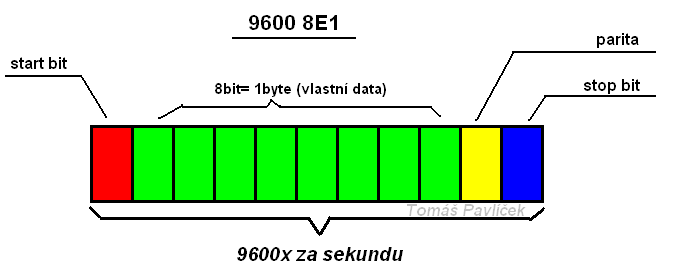 9600 8E1
parita
start bit
stop bit
8bit= 1byte (vlastní data)
Tomáš Pavlíček
9600x za sekundu